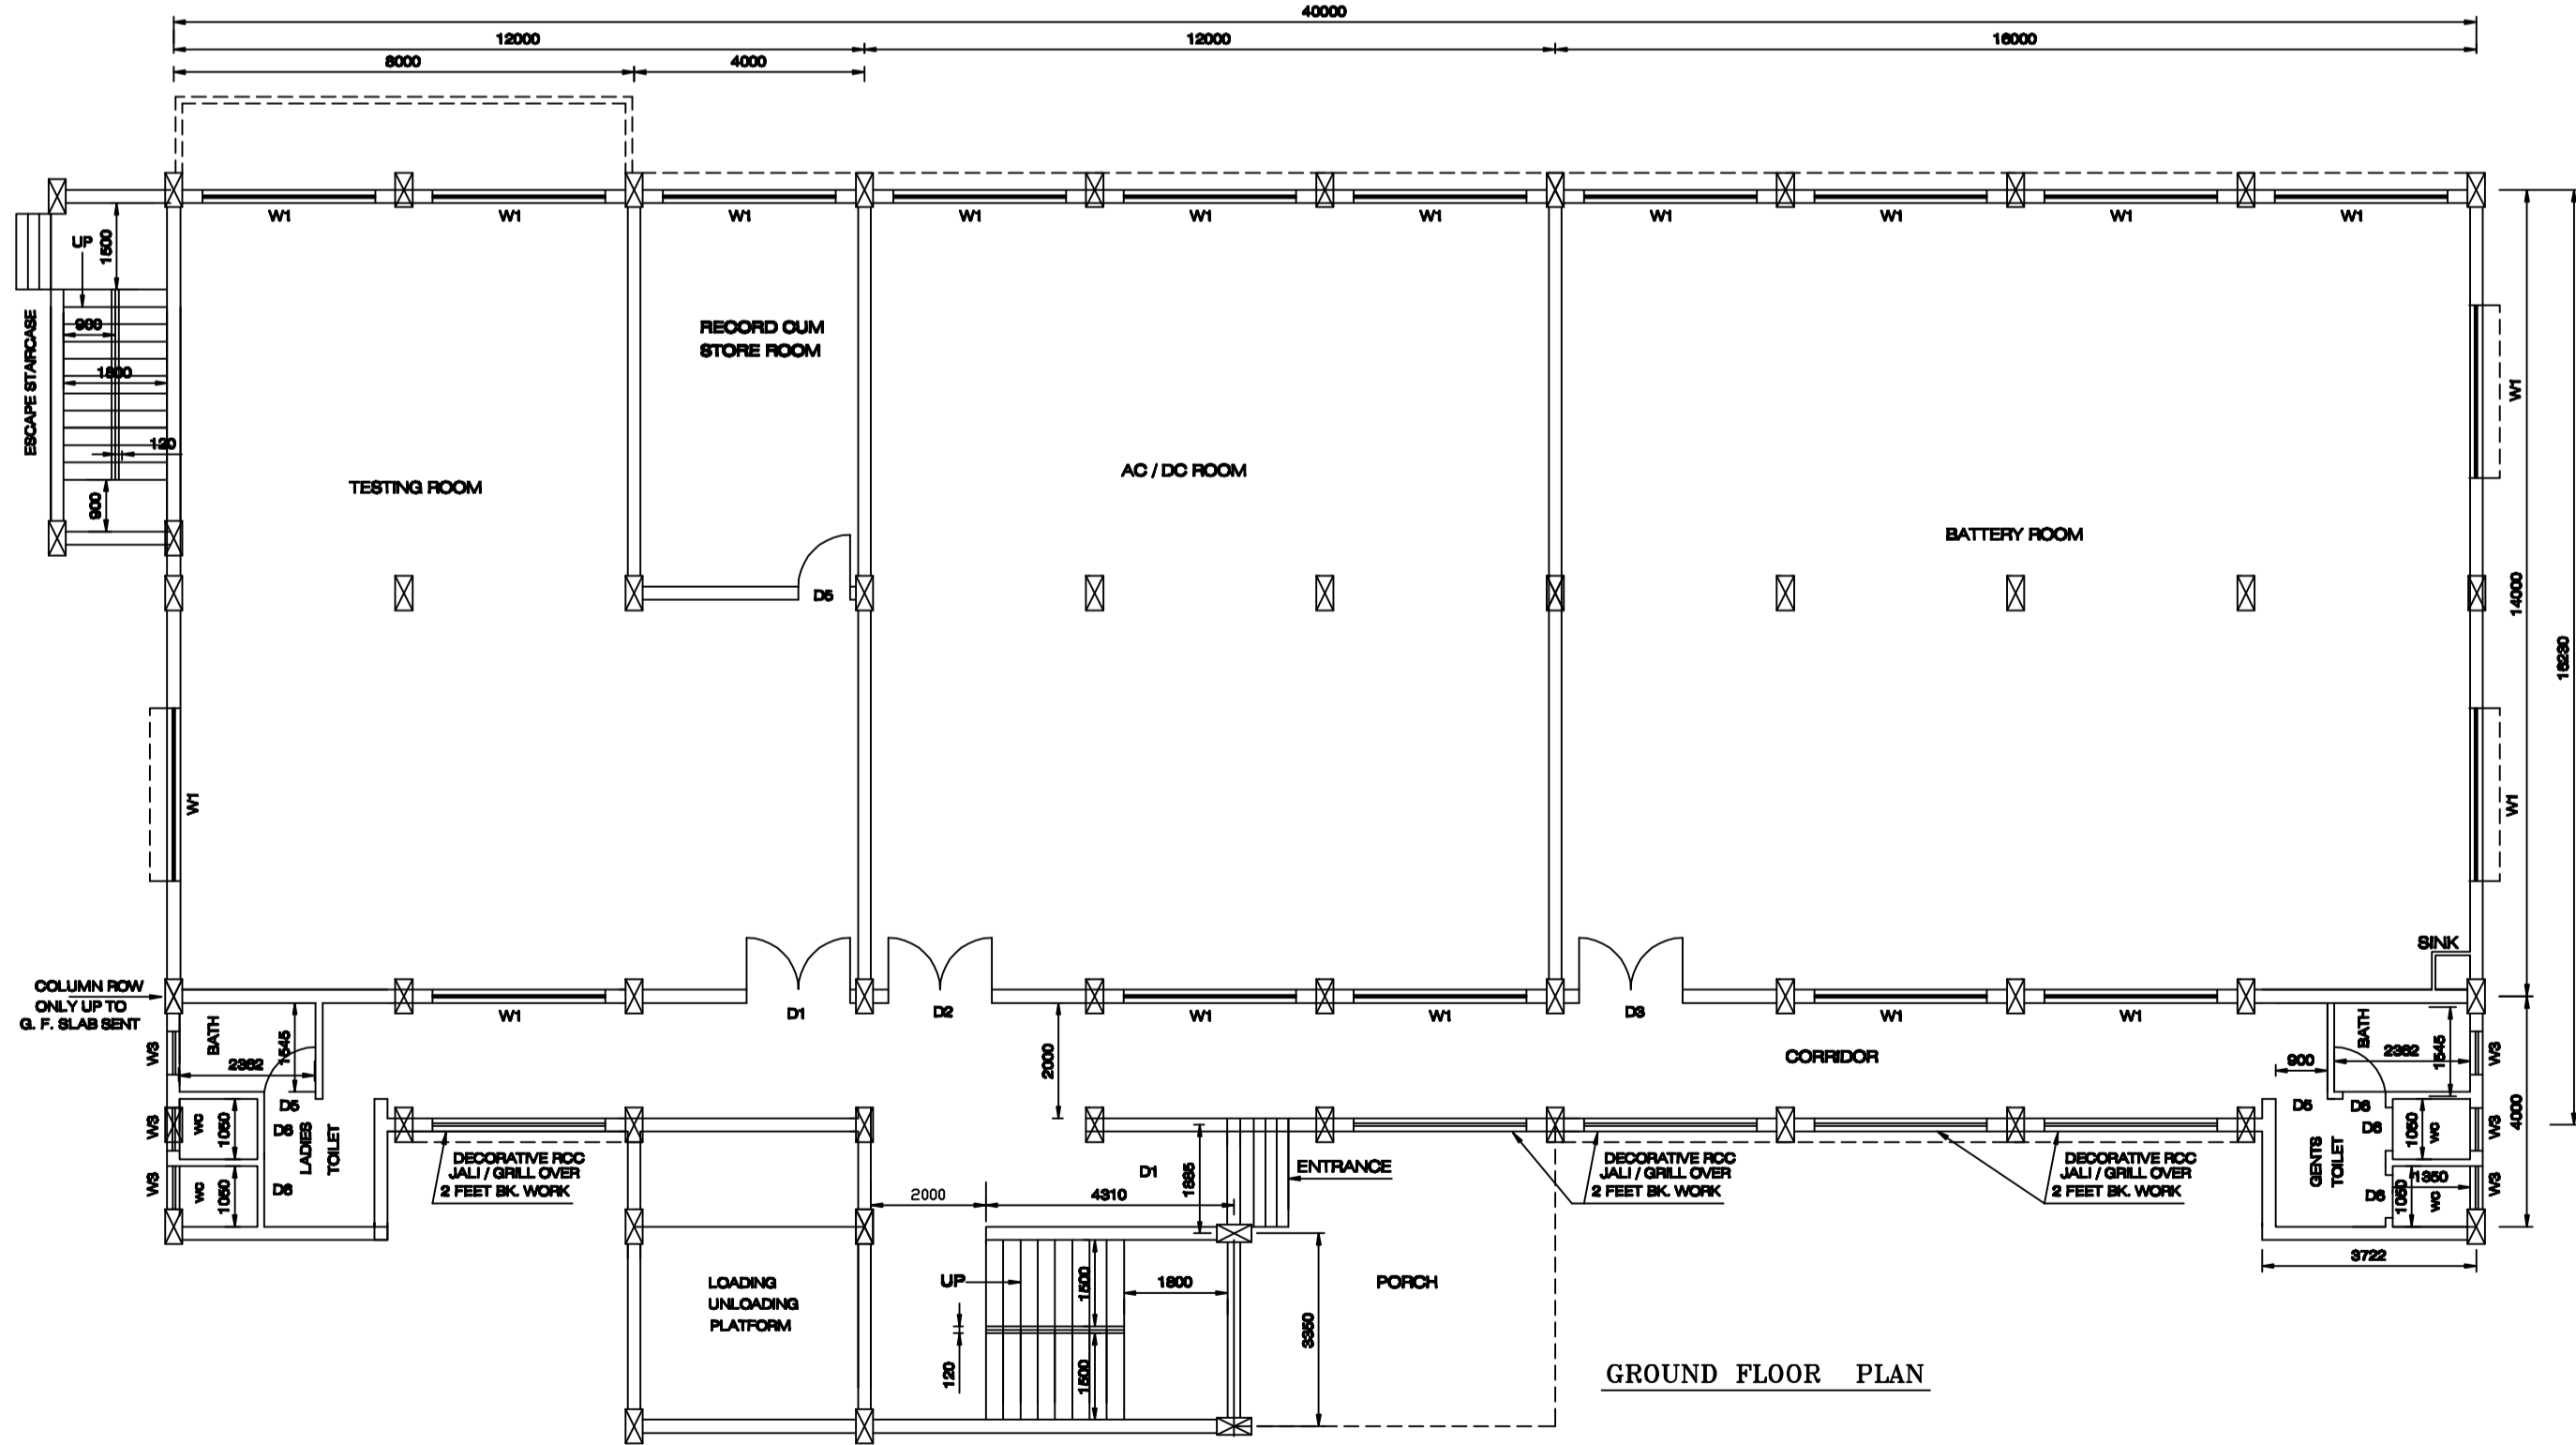 40000
12000
12000
16000
8000
4000
W1
W1
W1
W1
W1
W1
W1
W1
W1
W1
UP
1500
900
1800
120
900
ESCAPE STAIRCASE
RECORD CUM
STORE ROOM
TESTING ROOM
AC / DC ROOM
BATTERY ROOM
W1
14000
16230
D5
W1
W1
SINK
COLUMN ROW
ONLY UP TO
G. F. SLAB SENT
W1
D1
D2
W1
W1
D3
W1
W1
BATH
2362
1545
W3
W3
W3
WC
1050
WC
1050
D5
D6
D6
LADIES
TOILET
2000
CORRIDOR
900
BATH
2362
1545
W3
W3
W3
D5
D6
D6
D6
1050
WC
1350
1050
WC
GENTS
TOILET
4000
3722
DECORATIVE RCC
JALI / GRILL OVER
2 FEET BK. WORK
D1
1885
ENTRANCE
DECORATIVE RCC
JALI / GRILL OVER
2 FEET BK. WORK
DECORATIVE RCC
JALI / GRILL OVER
2 FEET BK. WORK
2000
4310
LOADING
UNLOADING
PLATFORM
UP
1500
1800
120
1500
3350
PORCH
GROUND FLOOR PLAN